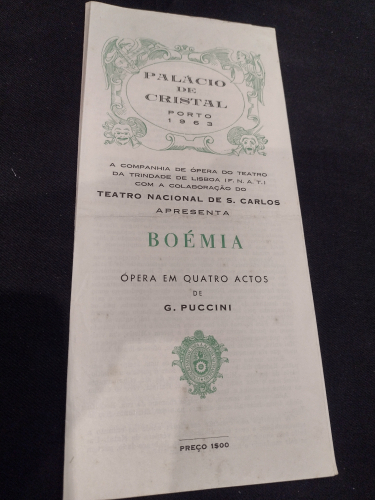 PALÁCIO
DE
CRISTAL
PORTO
1963
A COMPANHIA DE ÓPERA DO TEATRO
DA TRINDADE DE LISBOA (F.N.A.T.)
COM A COLABORAÇÃO DO
TEATRO NACIONAL DE S. CARLOS
APRESENTA
BOÉMIA
ÓPERA EM QUATRO ACTOS
DE
G. PUCCINI
PREÇO 1$00